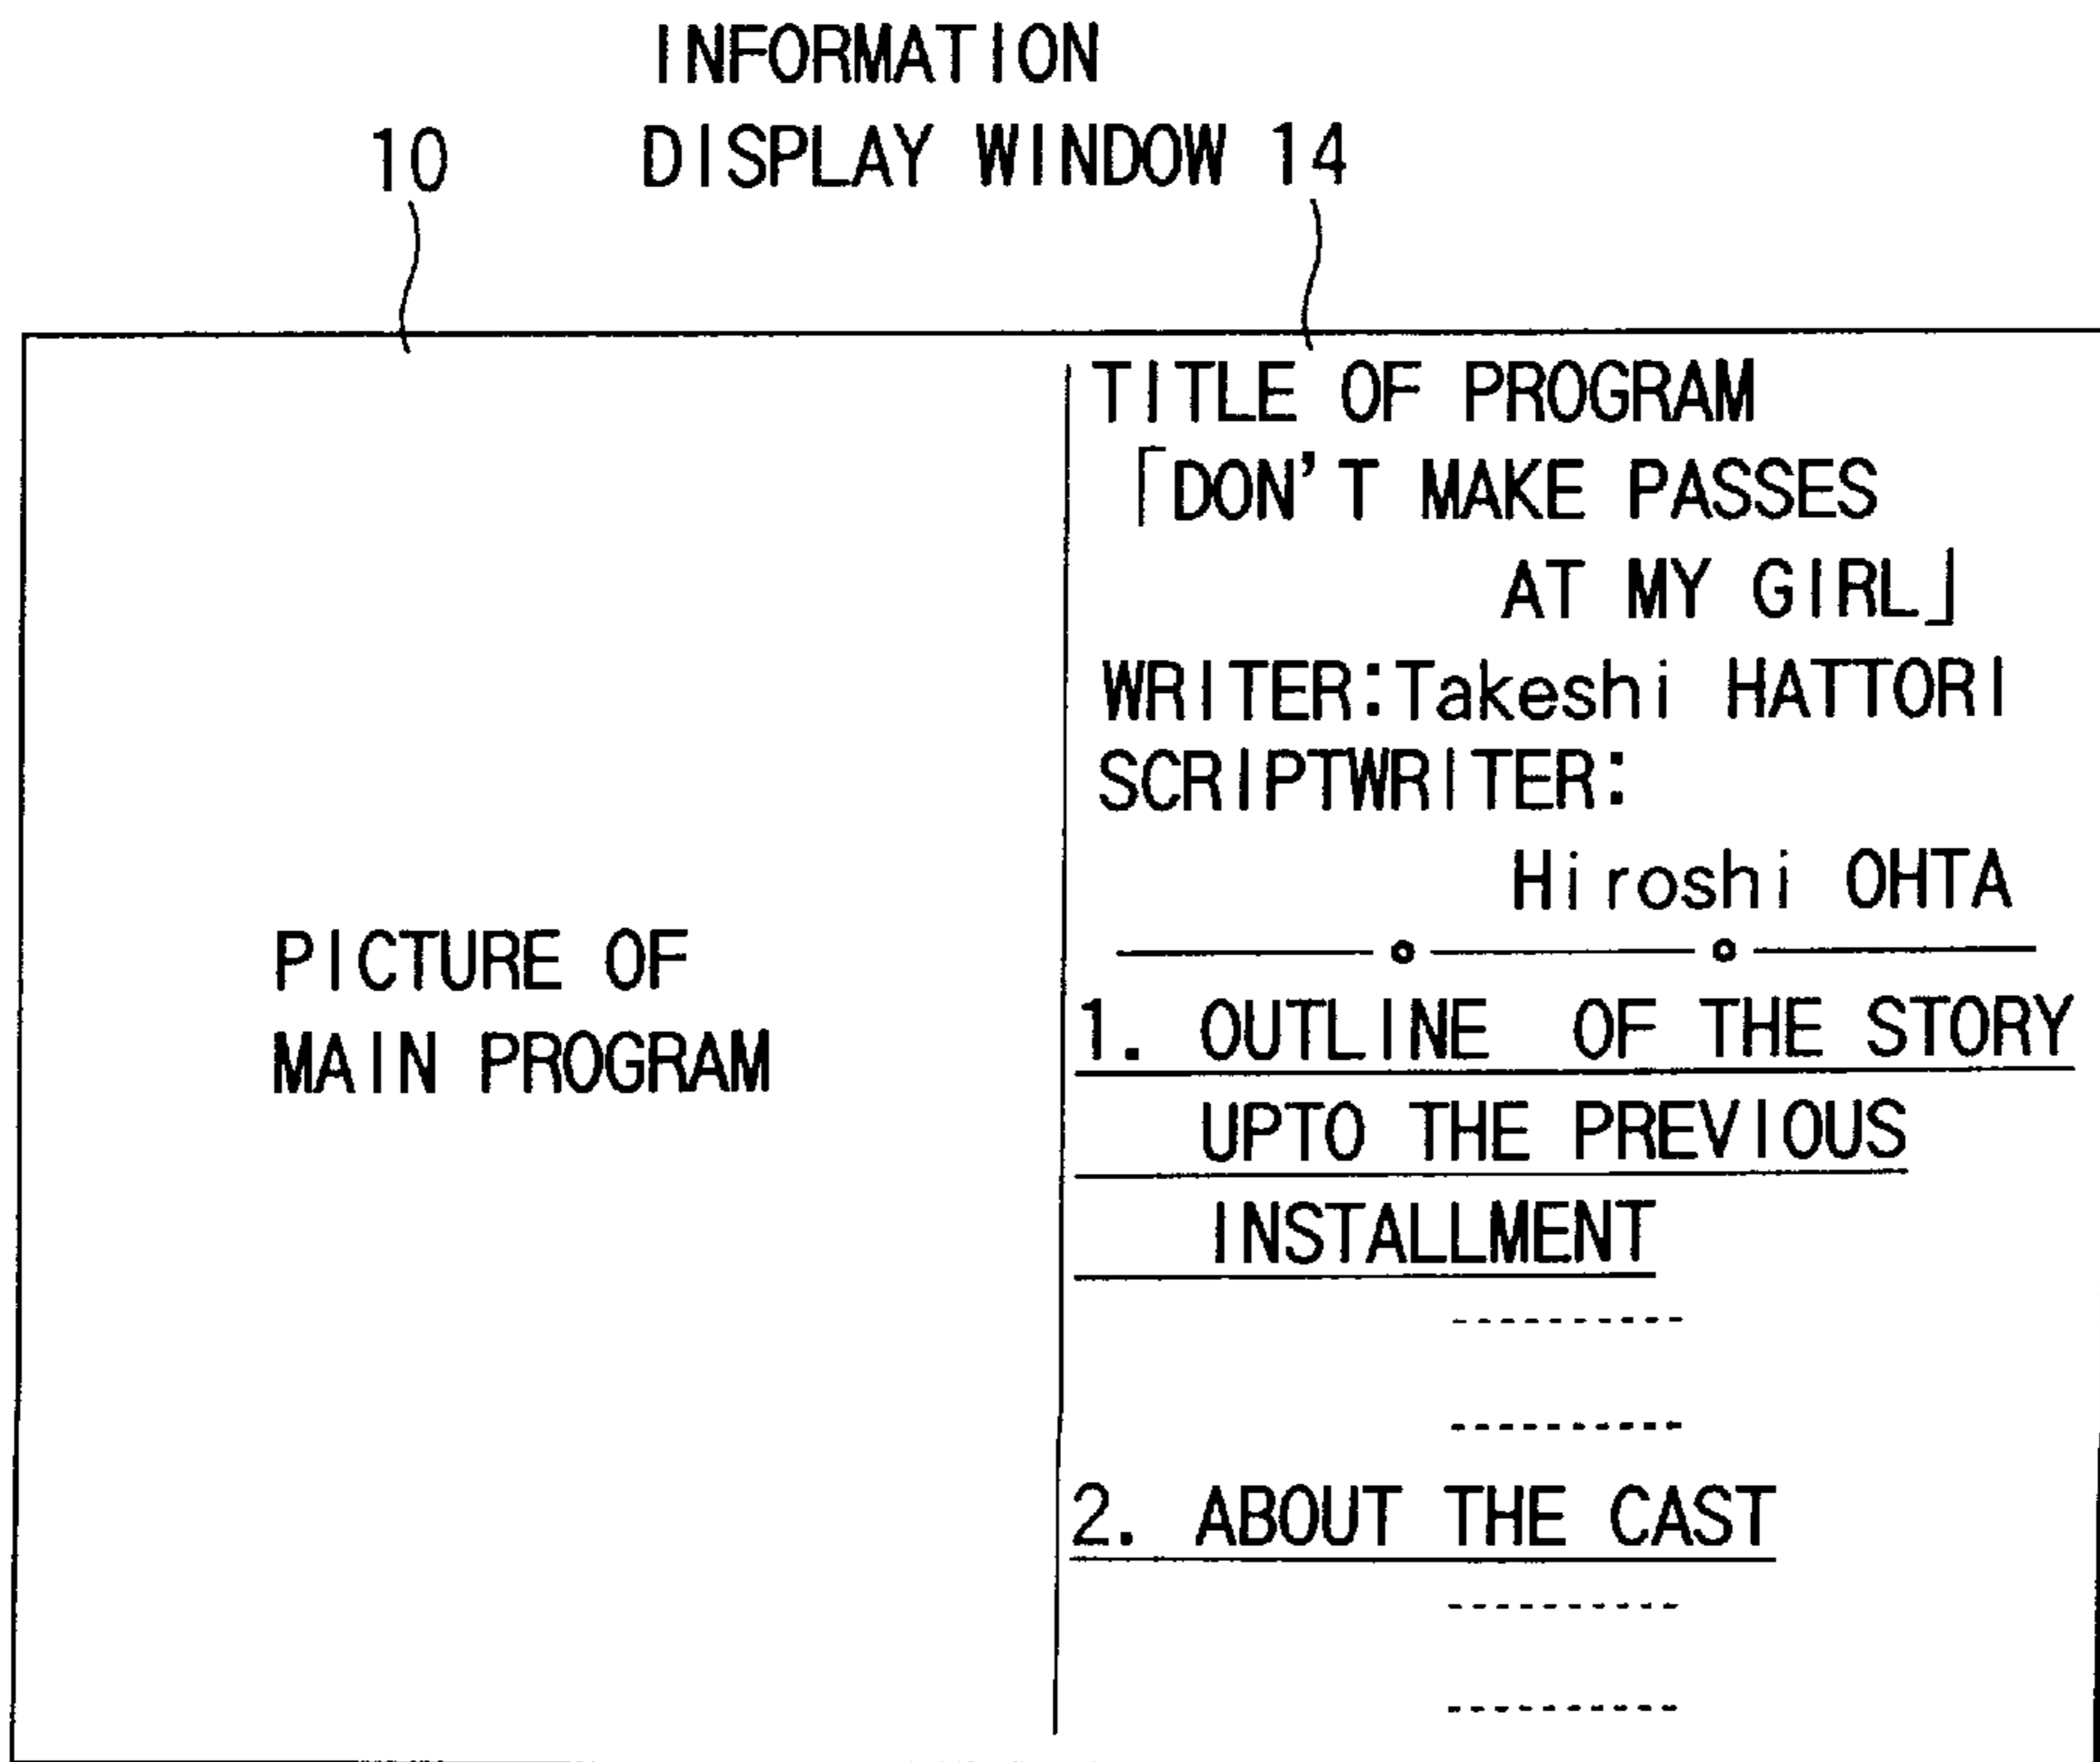 INFORMATION
10 DISPLAY WINDOW 14
PICTURE OF
MAIN PROGRAM
TITLE OF PROGRAM
「DON'T MAKE PASSES
AT MY GIRL」
WRITER:Takeshi HATTORI
SCRIPTWRITER:
Hiroshi OHTA
1. OUTLINE OF THE STORY
UPTO THE PREVIOUS
INSTALLMENT
2. ABOUT THE CAST